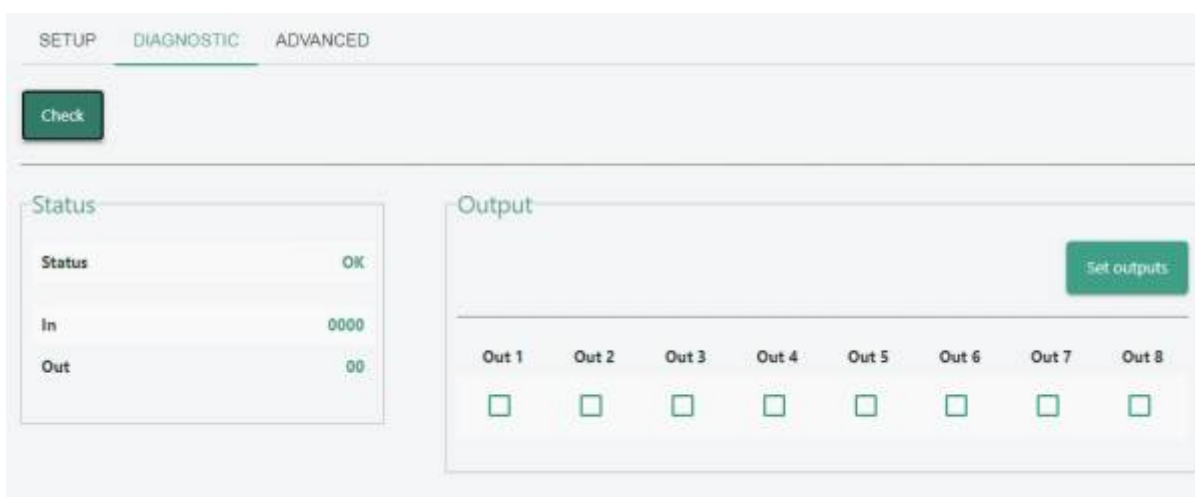 SETUP DIAGNOSTIC ADVANCED
Check
Status
Status OK
In 0000
Out 00
Output
Set outputs
Out 1 Out 2 Out 3 Out 4 Out 5 Out 6 Out 7 Out 8